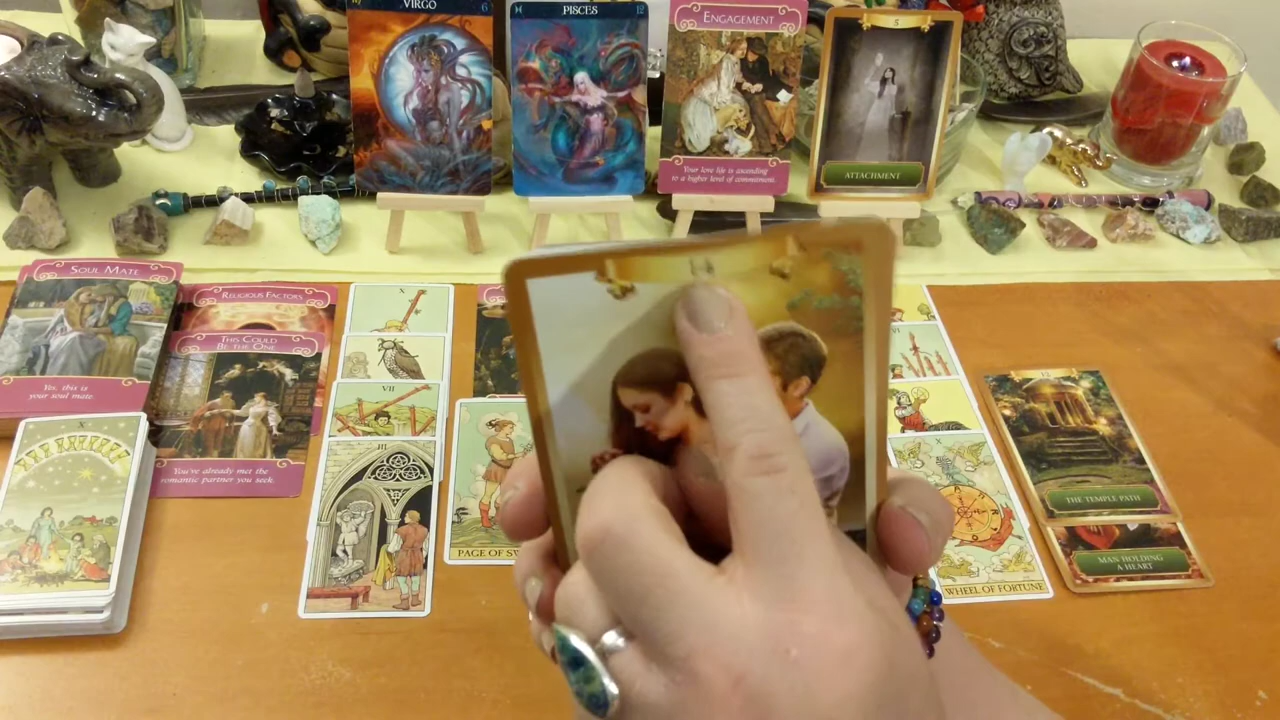 VIRGO
6
PISCES
12
ENGAGEMENT
Your love life is ascending
to a higher level of commitment.
5
ATTACHMENT
SOUL MATE
Yes, this is
your soul mate.
RELIGIOUS FACTORS
THIS COULD
BE THE ONE
You've already met the
romantic partner you seek.
X
X
VII
III
PAGE OF SW
VI
X
WHEEL OF FORTUNE
THE TEMPLE PATH
MAN HOLDING
A HEART